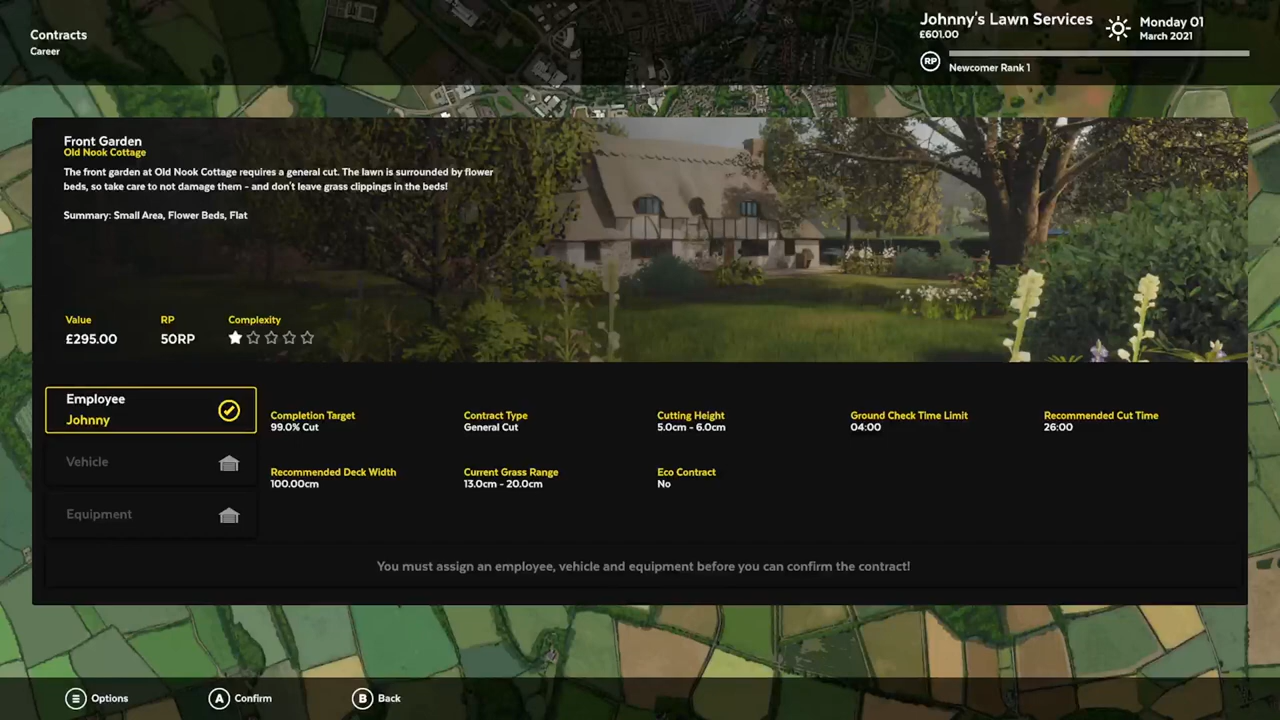 Contracts
Career
Johnny's Lawn Services
£601.00
Monday 01
March 2021
RP
Newcomer Rank 1
Front Garden
Old Nook Cottage
The front garden at Old Nook Cottage requires a general cut. The lawn is surrounded by flower
beds, so take care to not damage them - and don't leave grass clippings in the beds!
Summary: Small Area, Flower Beds, Flat
Value
RP
Complexity
£295.00
50RP
Employee
Johnny
Completion Target
99.0% Cut
Contract Type
General Cut
Cutting Height
5.0cm - 6.0cm
Ground Check Time Limit
04:00
Recommended Cut Time
26:00
Vehicle
Recommended Deck Width
100.00cm
Current Grass Range
13.0cm - 20.0cm
Eco Contract
No
Equipment
You must assign an employee, vehicle and equipment before you can confirm the contract!
Options
A Confirm
B Back